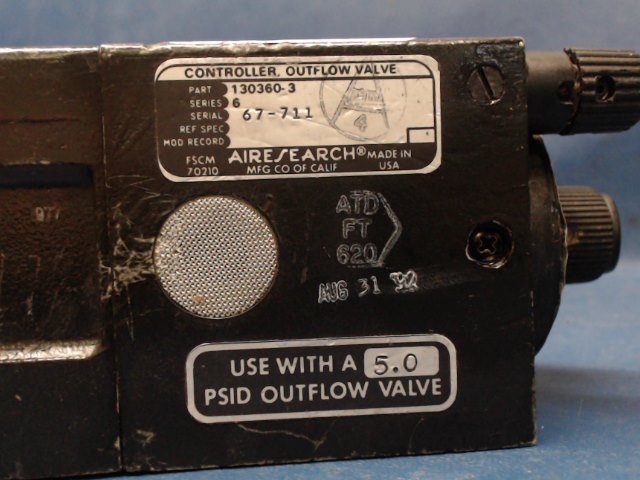 CONTROLLER, OUTFLOW VALVE
PART 130360-3
SERIES 6
SERIAL 67-711
REF SPEC
MOD RECORD
4
FSCM 70210
AIRESEARCH® MADE IN USA
MFG CO OF CALIF
977
ATD
FT
620
AUG 31
USE WITH A 5.0
PSID OUTFLOW VALVE